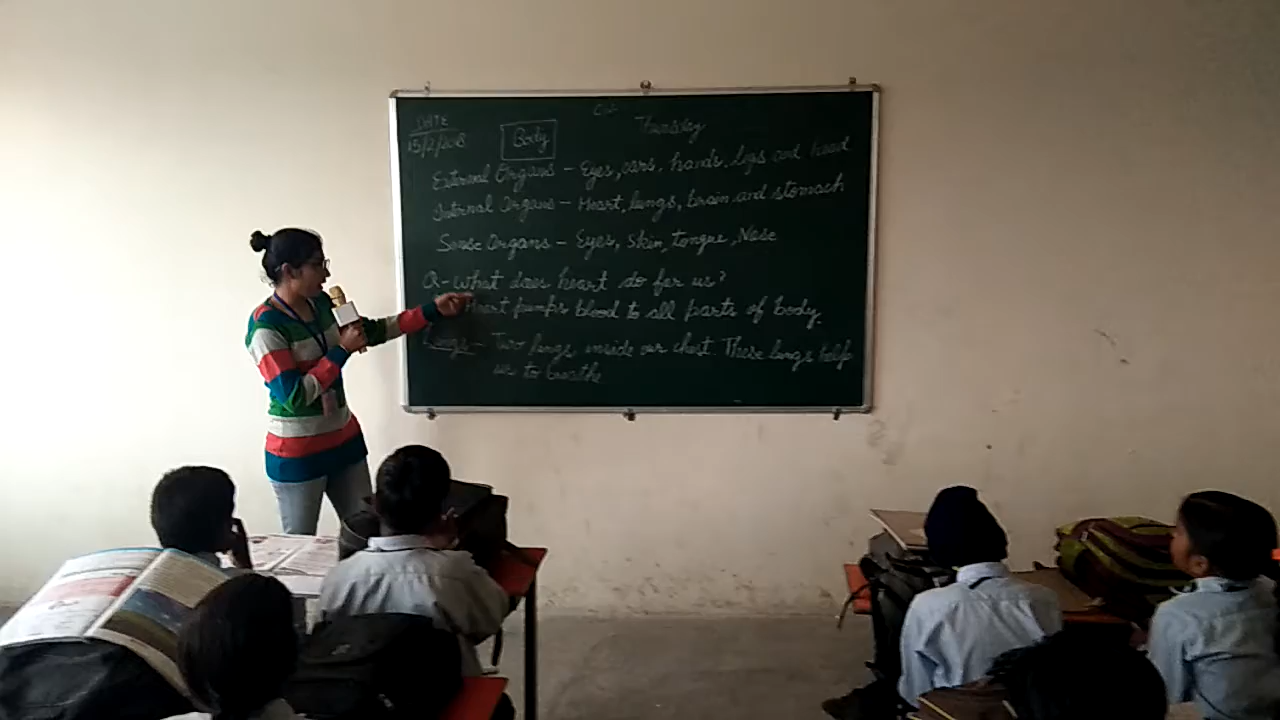 DATE
15/2/2018
Body
Thursday
External Organs - Eyes, ears, hands, legs and head
Internal Organs - Heart, lungs, brain and stomach
Sense Organs - Eyes, skin, tongue, Nose
Q- What does heart do for us?
Heart pumps blood to all parts of body.
Lungs - Two lungs inside our chest. These lungs help
us to breathe